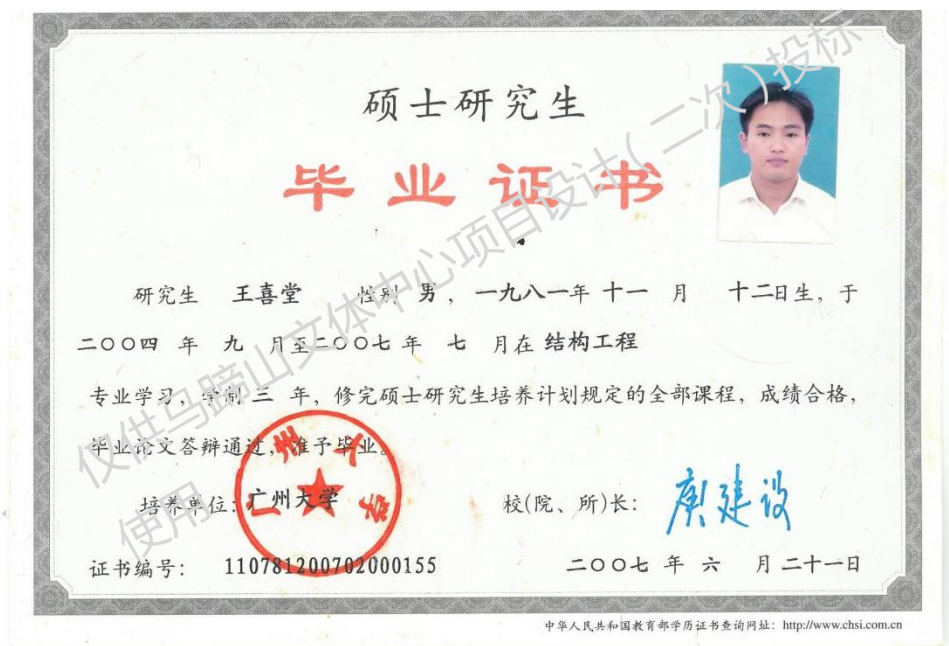 硕士研究生
毕业证书
研究生 王喜堂 性别 男，一九八一年 十一 月 十二日生，于
二〇〇四 年 九 月至二〇〇七年 七 月在 结构工程
专业学习，学制 三 年，修完硕士研究生培养计划规定的全部课程，成绩合格，
毕业论文答辩通过，准予毕业。
培养单位：广州大学
校(院、所)长：庾建设
广州大学
证书编号：110781200702000155
二〇〇七 年 六 月 二十一日
中华人民共和国教育部学历证书查询网址：http://www.chsi.com.cn
仅供马蹄山文体中心项目设计（二次）投标
使用